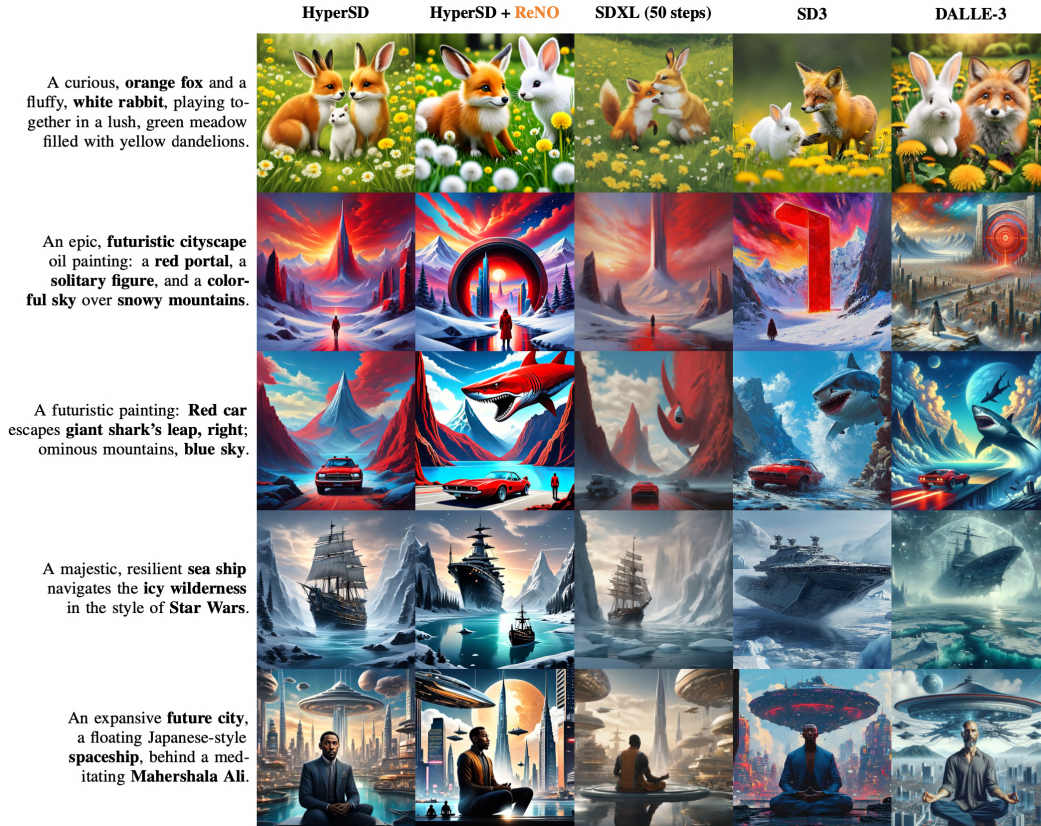 HyperSD
HyperSD + ReNO
SDXL (50 steps)
SD3
DALLE-3
A curious, orange fox and a
fluffy, white rabbit, playing to-
gether in a lush, green meadow
filled with yellow dandelions.
An epic, futuristic cityscape
oil painting: a red portal, a
solitary figure, and a color-
ful sky over snowy mountains.
A futuristic painting: Red car
escapes giant shark's leap, right;
ominous mountains, blue sky.
A majestic, resilient sea ship
navigates the icy wilderness
in the style of Star Wars.
An expansive future city,
a floating Japanese-style
spaceship, behind a med-
itating Mahershala Ali.